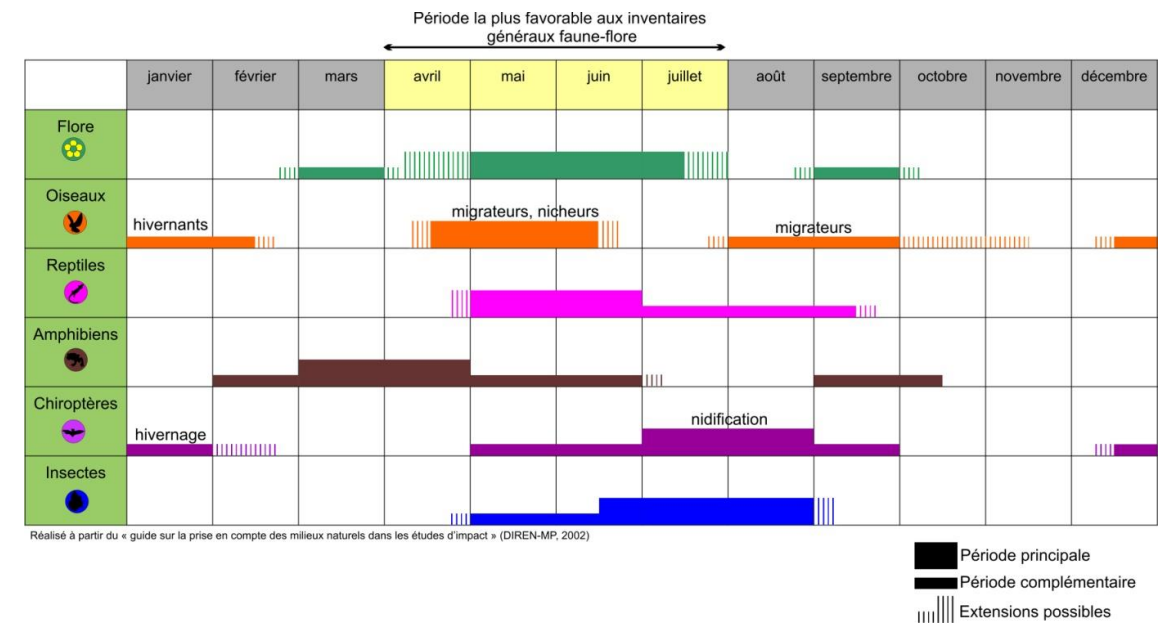 Période la plus favorable aux inventaires
généraux faune-flore
janvier février mars avril mai juin juillet août septembre octobre novembre décembre
Flore
Oiseaux
hivernants
migrateurs, nicheurs
migrateurs
Reptiles
Amphibiens
Chiroptères
hivernage
nidification
Insectes
Réalisé à partir du « guide sur la prise en compte des milieux naturels dans les études d'impact » (DIREN-MP, 2002)
Période principale
Période complémentaire
Extensions possibles